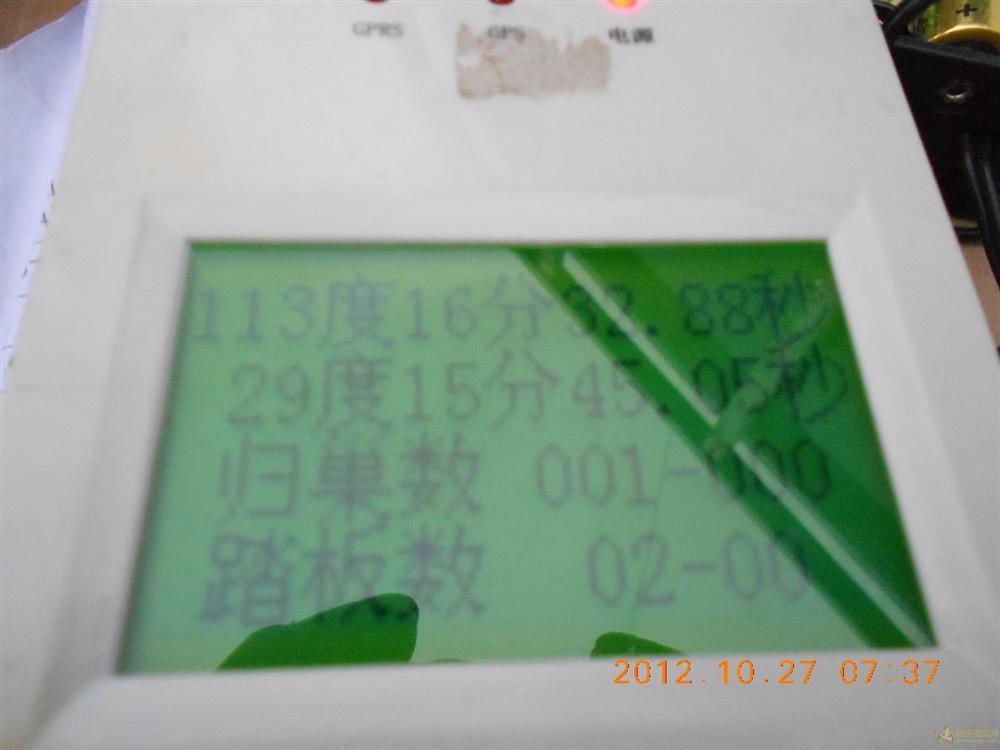 GPRS GPS 电源
+
113度16分32.88秒
29度15分45.05秒
归巢数 001-000
踏板数 02-00
2012.10.27 07:37